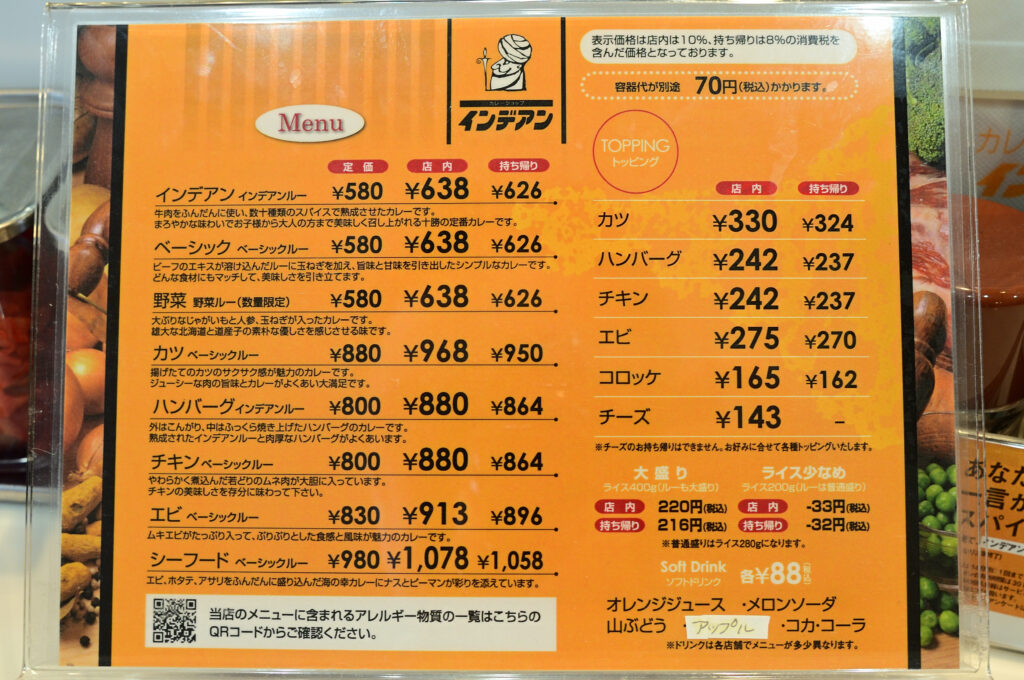 カレーショップ
インデアン
表示価格は店内は10%、持ち帰りは8%の消費税を
含んだ価格となっております。
容器代が別途 70円(税込)かかります。
Menu
定価 店内 持ち帰り
インデアン インデアンルー ¥580 ¥638 ¥626
牛肉をふんだんに使い、数十種類のスパイスで熟成させたカレーです。
まろやかな味わいでお子様から大人の方まで美味しく召し上がれる十勝の定番カレーです。
ベーシック ベーシックルー ¥580 ¥638 ¥626
ビーフのエキスが溶け込んだルーに玉ねぎを加え、旨味と甘味を引き出したシンプルなカレーです。
どんな食材にもマッチして、美味しさを引き立てます。
野菜 野菜ルー(数量限定) ¥580 ¥638 ¥626
大ぶりなじゃがいもと人参、玉ねぎが入ったカレーです。
雄大な北海道と道産子の素朴な優しさを感じさせる味です。
カツ ベーシックルー ¥880 ¥968 ¥950
揚げたてのカツのサクサク感が魅力のカレーです。
ジューシーな肉の旨味とカレーがよくあい大満足です。
ハンバーグ インデアンルー ¥800 ¥880 ¥864
外はこんがり、中はふっくら焼き上げたハンバーグのカレーです。
熟成されたインデアンルーと肉厚なハンバーグがよくあいます。
チキン ベーシックルー ¥800 ¥880 ¥864
やわらかく煮込んだ若どりのムネ肉が大胆に入っています。
チキンの美味しさを存分に味わって下さい。
エビ ベーシックルー ¥830 ¥913 ¥896
ムキエビがたっぷり入って、ぷりぷりとした食感と風味が魅力のカレーです。
シーフード ベーシックルー ¥980 ¥1,078 ¥1,058
エビ、ホタテ、アサリをふんだんに盛り込んだ海の幸カレーにナスとピーマンが彩りを添えています。
当店のメニューに含まれるアレルギー物質の一覧はこちらの
QRコードからご確認ください。
TOPPING
トッピング
店内 持ち帰り
カツ ¥330 ¥324
ハンバーグ ¥242 ¥237
チキン ¥242 ¥237
エビ ¥275 ¥270
コロッケ ¥165 ¥162
チーズ ¥143 –
※チーズのお持ち帰りはできません。お好みに合せて各種トッピングいたします。
大盛り ライス少なめ
ライス400g(ルーも大盛り) ライス200g(ルーは普通盛り)
店内 220円(税込) 店内 -33円(税込)
持ち帰り 216円(税込) 持ち帰り -32円(税込)
※普通盛りはライス280gになります。
Soft Drink
ソフトドリンク 各¥88(税込)
オレンジジュース ・メロンソーダ
山ぶどう ・アップル ・コカ・コーラ
※ドリンクは各店舗でメニューが多少異なります。
カレ
あなた
一言が
スパイ